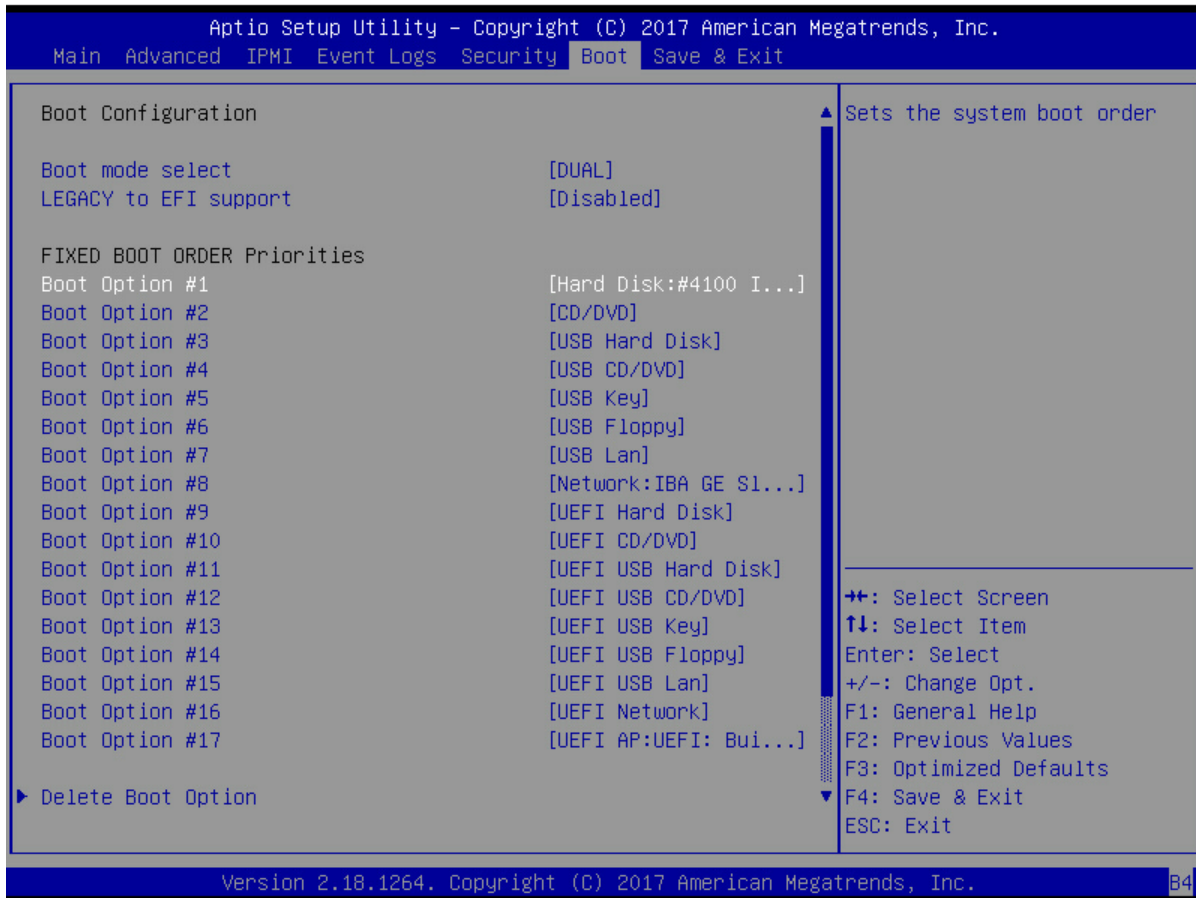 Aptio Setup Utility – Copyright (C) 2017 American Megatrends, Inc.
Main Advanced IPMI Event Logs Security Boot Save & Exit
Boot Configuration
Boot mode select [DUAL]
LEGACY to EFI support [Disabled]
FIXED BOOT ORDER Priorities
Boot Option #1 [Hard Disk:#4100 I...]
Boot Option #2 [CD/DVD]
Boot Option #3 [USB Hard Disk]
Boot Option #4 [USB CD/DVD]
Boot Option #5 [USB Key]
Boot Option #6 [USB Floppy]
Boot Option #7 [USB Lan]
Boot Option #8 [Network:IBA GE Sl...]
Boot Option #9 [UEFI Hard Disk]
Boot Option #10 [UEFI CD/DVD]
Boot Option #11 [UEFI USB Hard Disk]
Boot Option #12 [UEFI USB CD/DVD]
Boot Option #13 [UEFI USB Key]
Boot Option #14 [UEFI USB Floppy]
Boot Option #15 [UEFI USB Lan]
Boot Option #16 [UEFI Network]
Boot Option #17 [UEFI AP:UEFI: Bui...]
Delete Boot Option
Sets the system boot order
→←: Select Screen
↑↓: Select Item
Enter: Select
+/-: Change Opt.
F1: General Help
F2: Previous Values
F3: Optimized Defaults
F4: Save & Exit
ESC: Exit
Version 2.18.1264. Copyright (C) 2017 American Megatrends, Inc.
B4